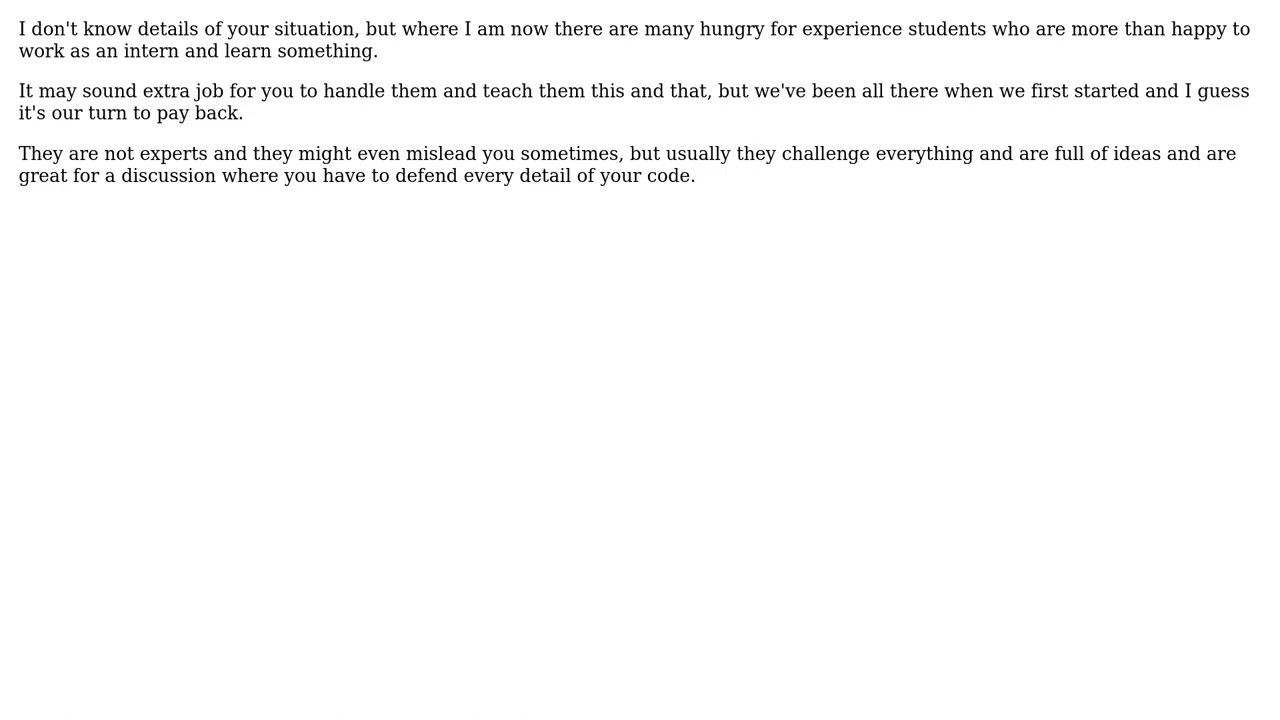 I don't know details of your situation, but where I am now there are many hungry for experience students who are more than happy to
work as an intern and learn something.
It may sound extra job for you to handle them and teach them this and that, but we've been all there when we first started and I guess
it's our turn to pay back.
They are not experts and they might even mislead you sometimes, but usually they challenge everything and are full of ideas and are
great for a discussion where you have to defend every detail of your code.